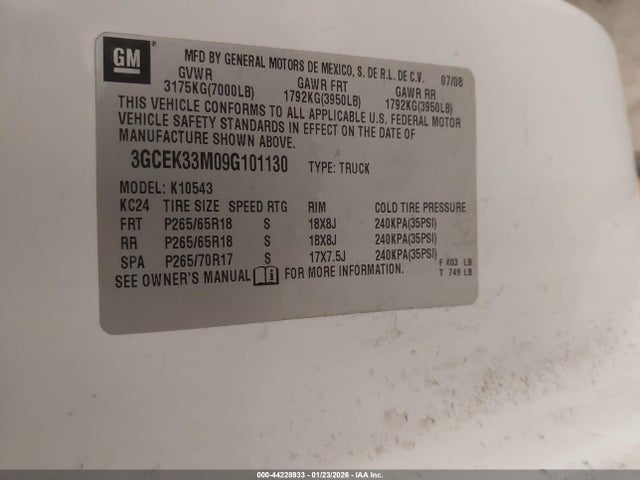 GM
MFD BY GENERAL MOTORS DE MEXICO, S. DE R.L. DE C.V. 07/08
GVWR GAWR FRT GAWR RR
3175KG(7000LB) 1792KG(3950LB) 1792KG(3950LB)
THIS VEHICLE CONFORMS TO ALL APPLICABLE U.S. FEDERAL MOTOR
VEHICLE SAFETY STANDARDS IN EFFECT ON THE DATE OF
MANUFACTURE SHOWN ABOVE.
3GCEK33M09G101130 TYPE: TRUCK
MODEL: K10543
KC24 TIRE SIZE SPEED RTG RIM COLD TIRE PRESSURE
FRT P265/65R18 S 18X8J 240KPA(35PSI)
RR P265/65R18 S 18X8J 240KPA(35PSI)
SPA P265/70R17 S 17X7.5J 240KPA(35PSI)
F 403 LB
T 749 LB
SEE OWNER'S MANUAL FOR MORE INFORMATION.
000-44228933 - 01/23/2026 - IAA Inc.